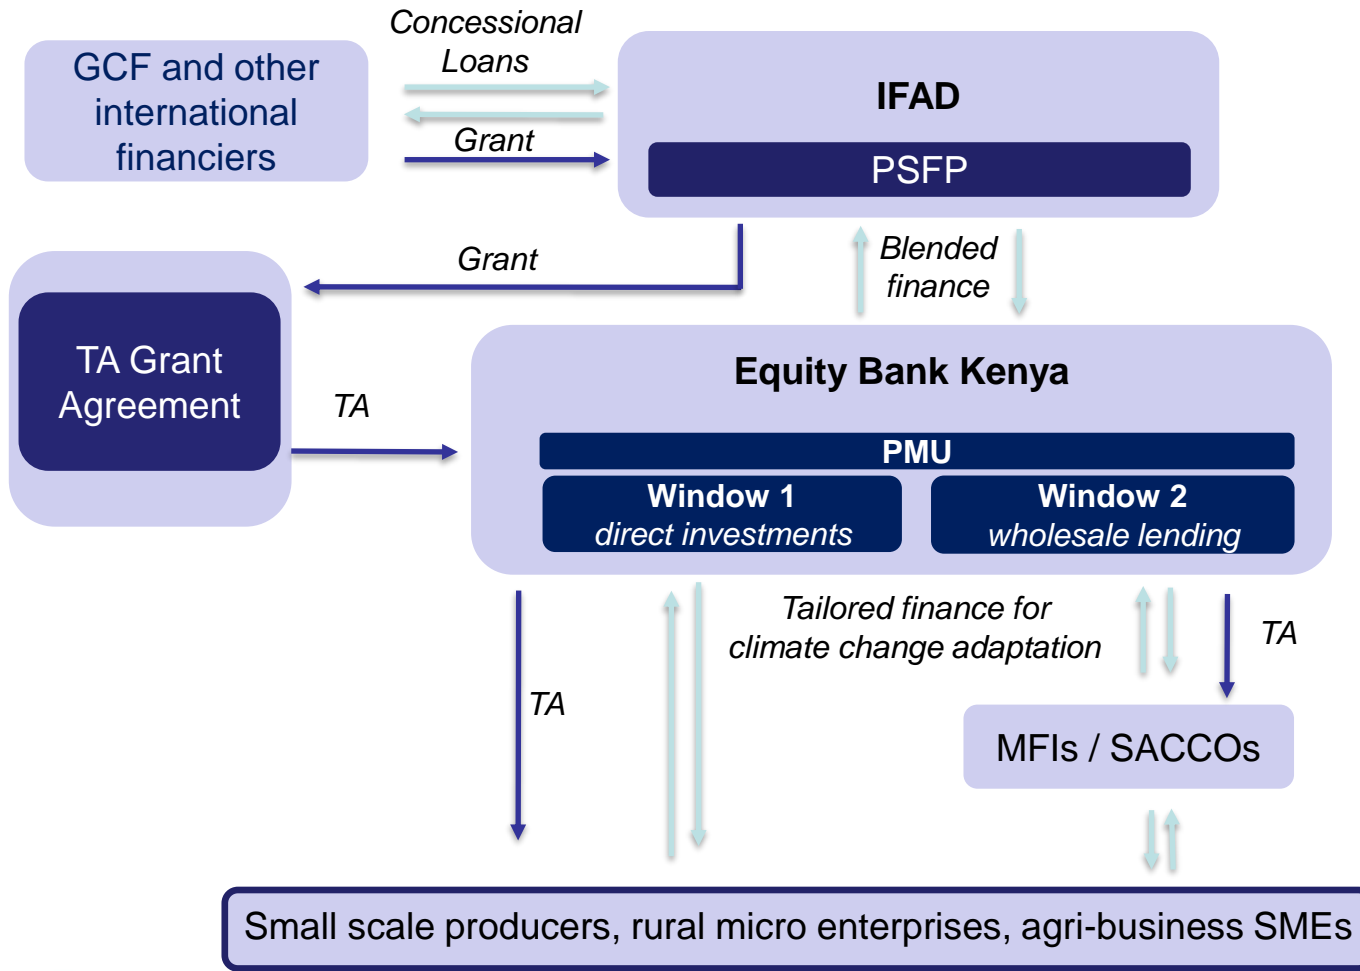 Concessional
Loans
GCF and other
international
financiers
Grant
IFAD
PSFP
Grant
Blended
finance
TA Grant
Agreement
TA
Equity Bank Kenya
PMU
Window 1
direct investments
Window 2
wholesale lending
Tailored finance for
climate change adaptation
TA
TA
MFIs / SACCOs
Small scale producers, rural micro enterprises, agri-business SMEs